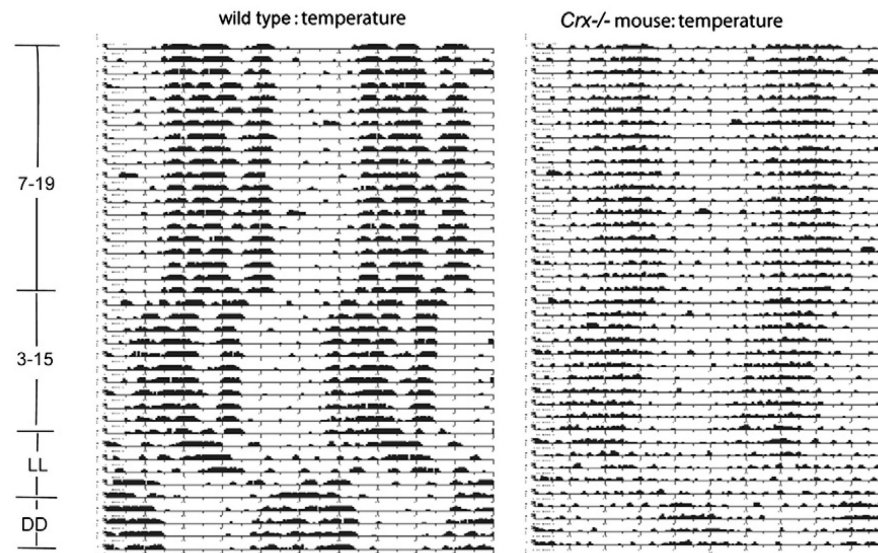 wild type : temperature
Crx-/- mouse: temperature
7-19
3-15
LL
DD